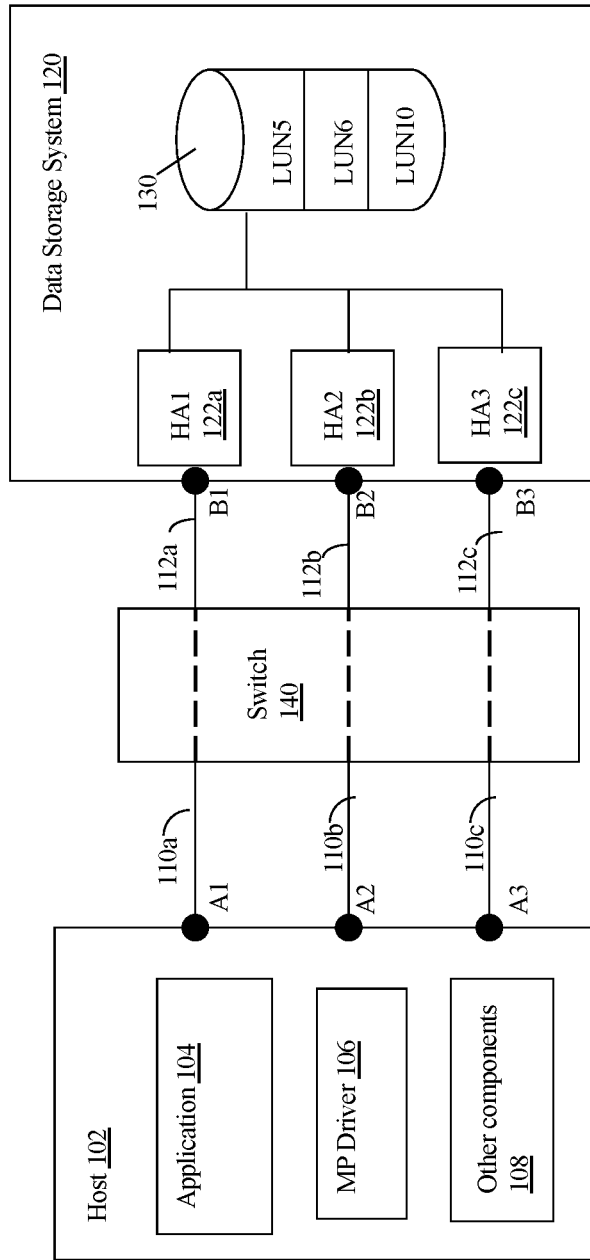 Host 102
Application 104
MP Driver 106
Other components
108
A1
A2
A3
110a
110b
110c
Switch
140
112a
112b
112c
B1
B2
B3
Data Storage System 120
HA1
122a
HA2
122b
HA3
122c
130
LUN5
LUN6
LUN10